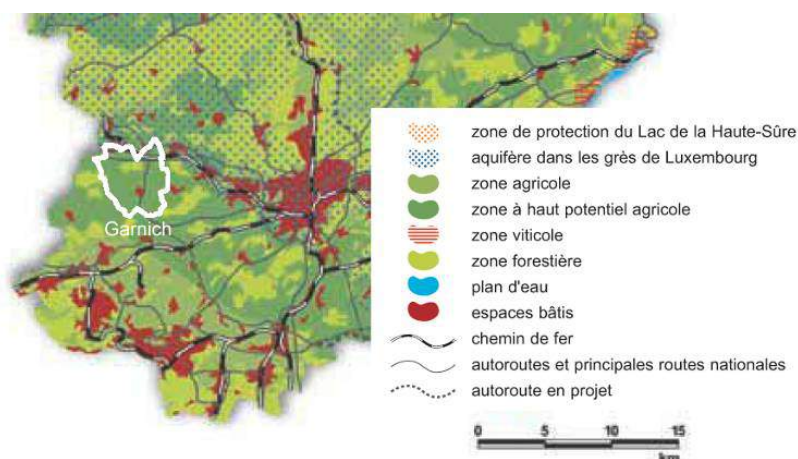 Garnich
zone de protection du Lac de la Haute-Sûre
aquifère dans les grès de Luxembourg
zone agricole
zone à haut potentiel agricole
zone viticole
zone forestière
plan d'eau
espaces bâtis
chemin de fer
autoroutes et principales routes nationales
autoroute en projet
0 5 10 15
km